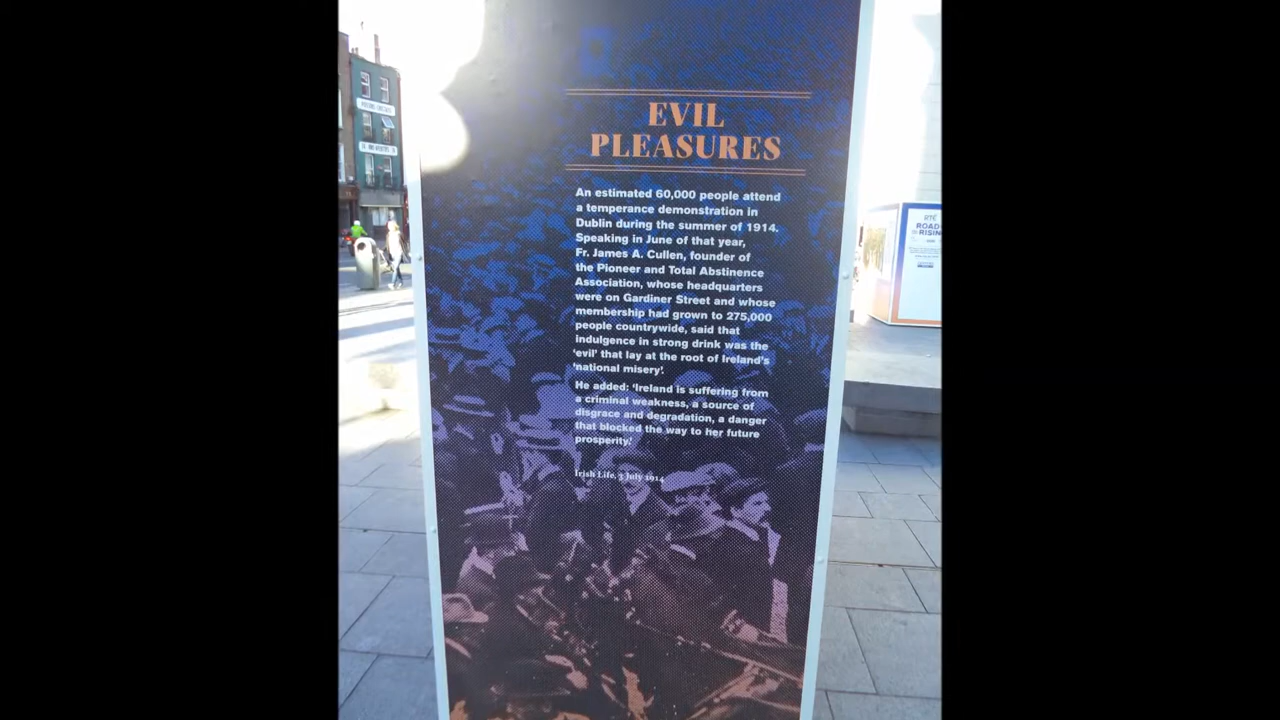 EVIL
PLEASURES
An estimated 60,000 people attend
a temperance demonstration in
Dublin during the summer of 1914.
Speaking in June of that year,
Fr. James A. Cullen, founder of
the Pioneer and Total Abstinence
Association, whose headquarters
were on Gardiner Street and whose
membership had grown to 275,000
people countrywide, said that
indulgence in strong drink was the
‘evil’ that lay at the root of Ireland’s
‘national misery’.
He added: ‘Ireland is suffering from
a criminal weakness, a source of
disgrace and degradation, a danger
that blocked the way to her future
prosperity.’
Irish Life, 3 July 1914
RTÉ
ROAD
RISIN